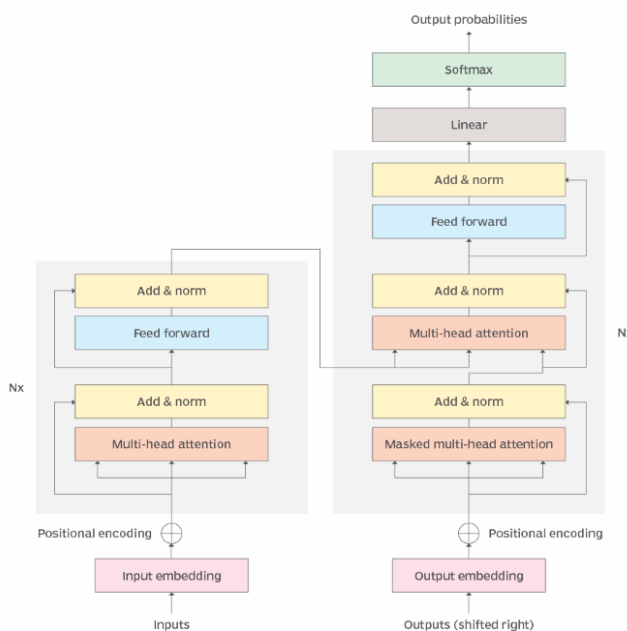 Output probabilities
Softmax
Linear
Add & norm
Feed forward
Add & norm
Multi-head attention
Add & norm
Masked multi-head attention
N
Positional encoding
Output embedding
Outputs (shifted right)
Add & norm
Feed forward
Nx
Add & norm
Multi-head attention
Positional encoding
Input embedding
Inputs